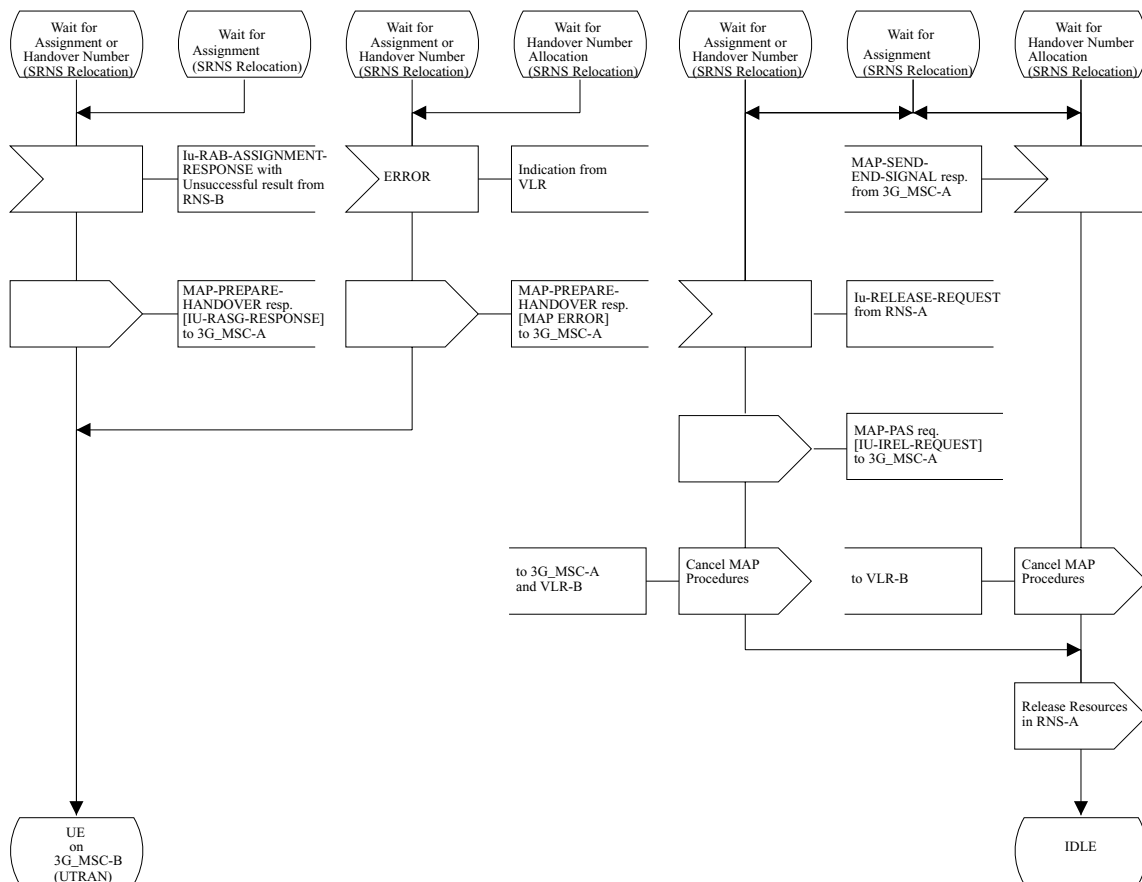 Wait for
Assignment or
Handover Number
(SRNS Relocation)
Wait for
Assignment
(SRNS Relocation)
Wait for
Assignment or
Handover Number
(SRNS Relocation)
Wait for
Handover Number
Allocation
(SRNS Relocation)
Wait for
Assignment or
Handover Number
(SRNS Relocation)
Wait for
Assignment
(SRNS Relocation)
Wait for
Handover Number
Allocation
(SRNS Relocation)
Iu-RAB-ASSIGNMENT-
RESPONSE with
Unsuccessful result from
RNS-B
ERROR
Indication from
VLR
MAP-SEND-
END-SIGNAL resp.
from 3G_MSC-A
MAP-PREPARE-
HANDOVER resp.
[IU-RASG-RESPONSE]
to 3G_MSC-A
MAP-PREPARE-
HANDOVER resp.
[MAP ERROR]
to 3G_MSC-A
Iu-RELEASE-REQUEST
from RNS-A
MAP-PAS req.
[IU-IREL-REQUEST]
to 3G_MSC-A
to 3G_MSC-A
and VLR-B
Cancel MAP
Procedures
to VLR-B
Cancel MAP
Procedures
Release Resources
in RNS-A
UE
on
3G_MSC-B
(UTRAN)
IDLE